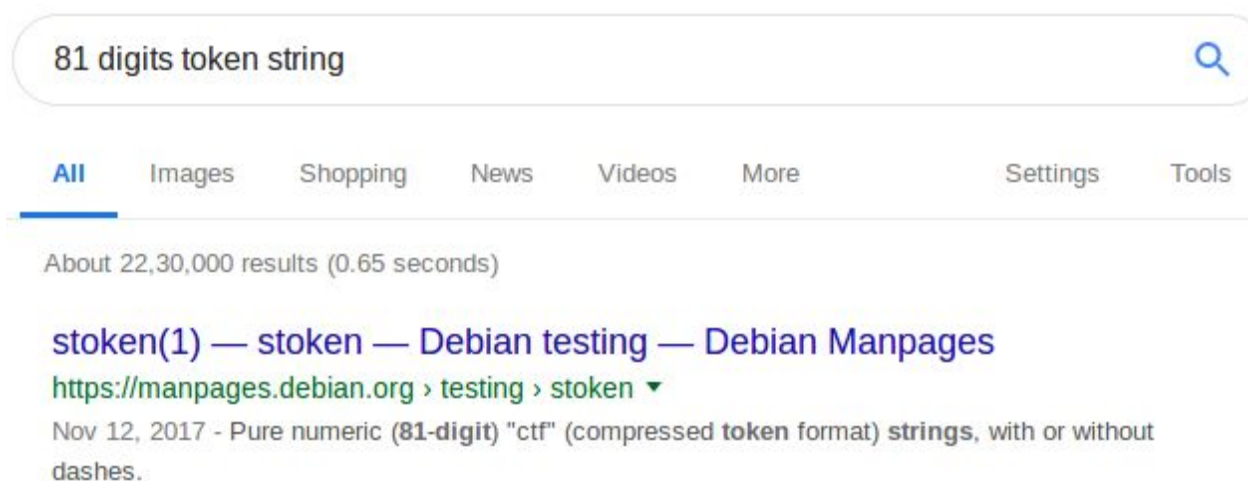 81 digits token string
All Images Shopping News Videos More Settings Tools
About 22,30,000 results (0.65 seconds)
stoken(1) — stoken — Debian testing — Debian Manpages
https://manpages.debian.org › testing › stoken
Nov 12, 2017 - Pure numeric (81-digit) "ctf" (compressed token format) strings, with or without
dashes.